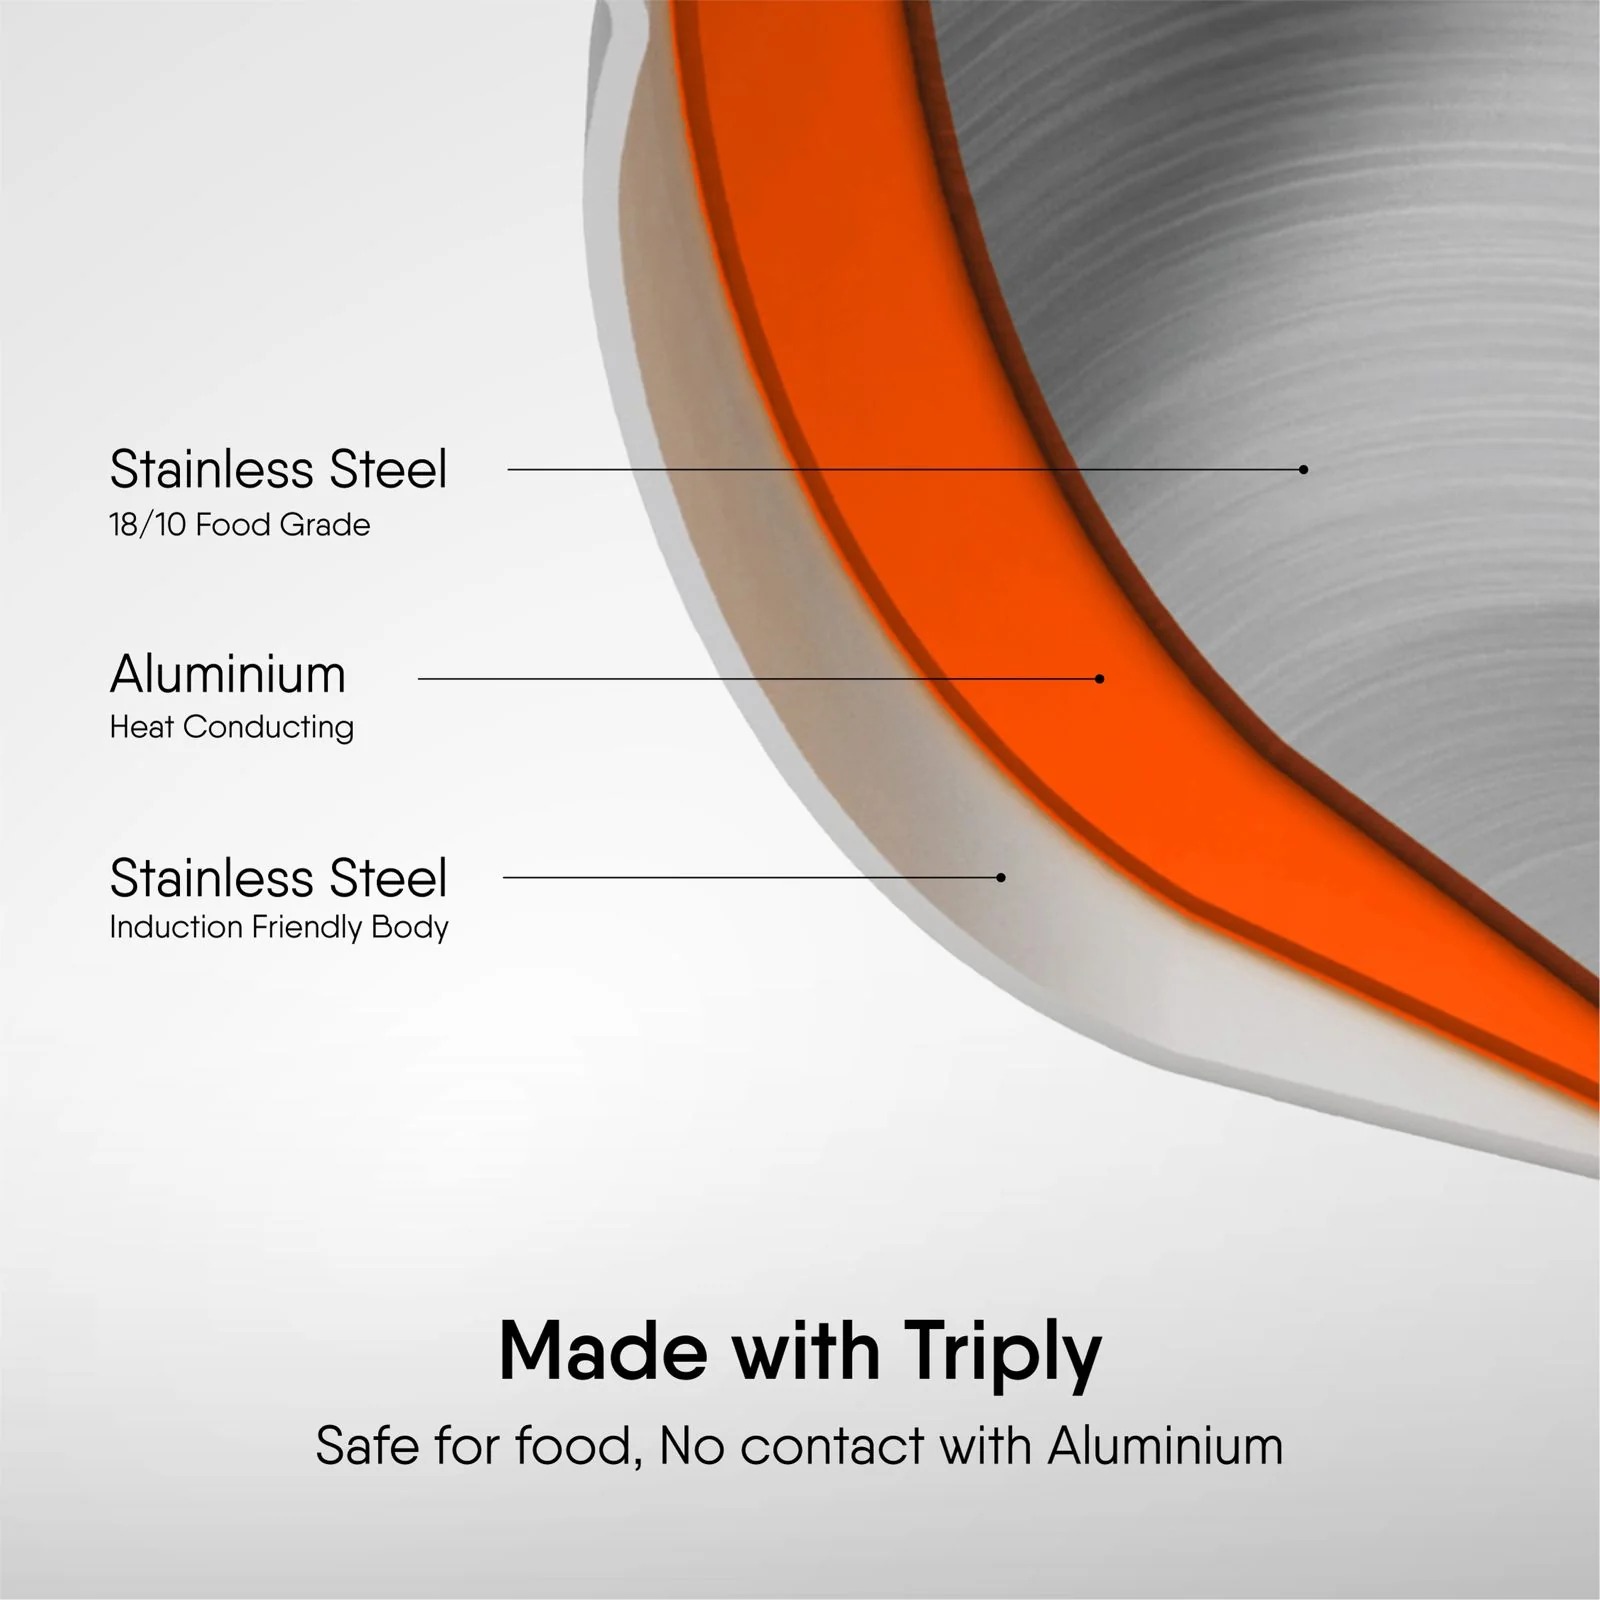 Stainless Steel
18/10 Food Grade
Aluminium
Heat Conducting
Stainless Steel
Induction Friendly Body
Made with Triply
Safe for food, No contact with Aluminium